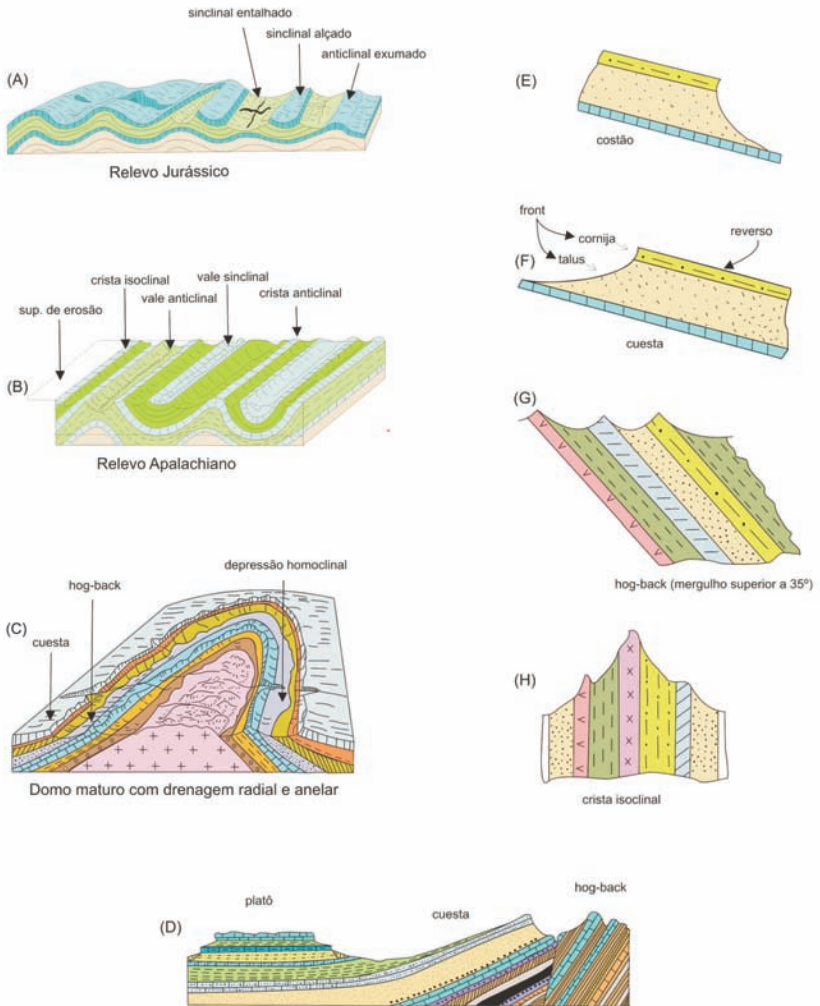 sinclinal entalhado
sinclinal alçado
anticlinal exumado
(A)
Relevo Jurássico
crista isoclinal
vale sinclinal
vale anticlinal
crista anticlinal
sup. de erosão
(B)
Relevo Apalachiano
depressão homoclinal
hog-back
(C)
cuesta
Domo maturo com drenagem radial e anelar
(E)
costão
front
cornija
reverso
(F)
talus
cuesta
(G)
hog-back (mergulho superior a 35º)
(H)
crista isoclinal
platô
cuesta
hog-back
(D)